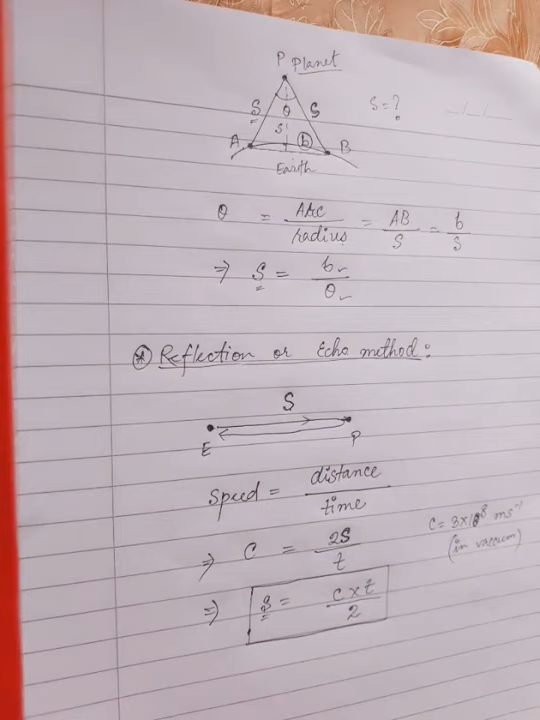 P Planet
S θ S S = ?
S
A b B
Earth
θ = Arc / radius = AB / S = b / S
⇒ S = b / θ
* Reflection or Echo method:
S
E P
Speed = distance / time
C = 3×10⁸ ms⁻¹
⇒ C = 2S / t (in vacuum)
⇒ S = c × t / 2